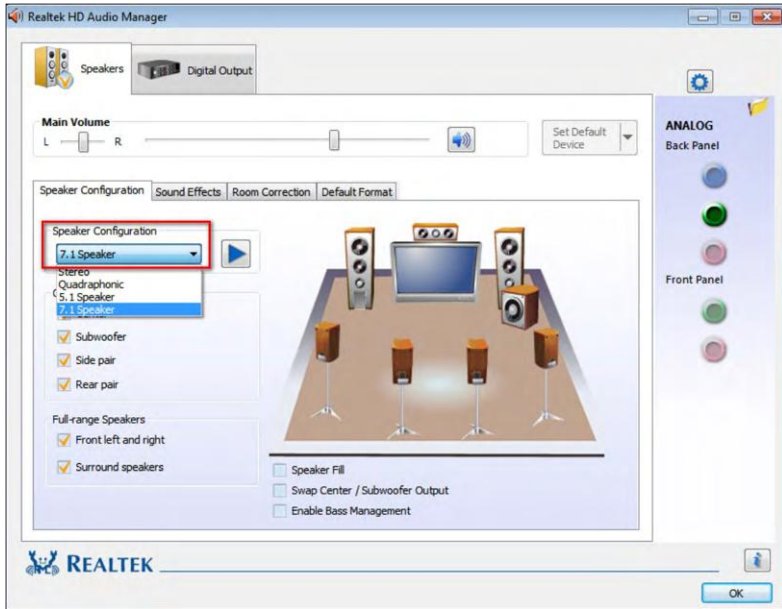 Realtek HD Audio Manager
Speakers
Digital Output
Main Volume
L
R
Set Default
Device
ANALOG
Back Panel
Speaker Configuration
Sound Effects
Room Correction
Default Format
Speaker Configuration
7.1 Speaker
Stereo
Quadraphonic
5.1 Speaker
7.1 Speaker
Front Panel
Subwoofer
Side pair
Rear pair
Full-range Speakers
Front left and right
Surround speakers
Speaker Fill
Swap Center / Subwoofer Output
Enable Bass Management
REALTEK
OK